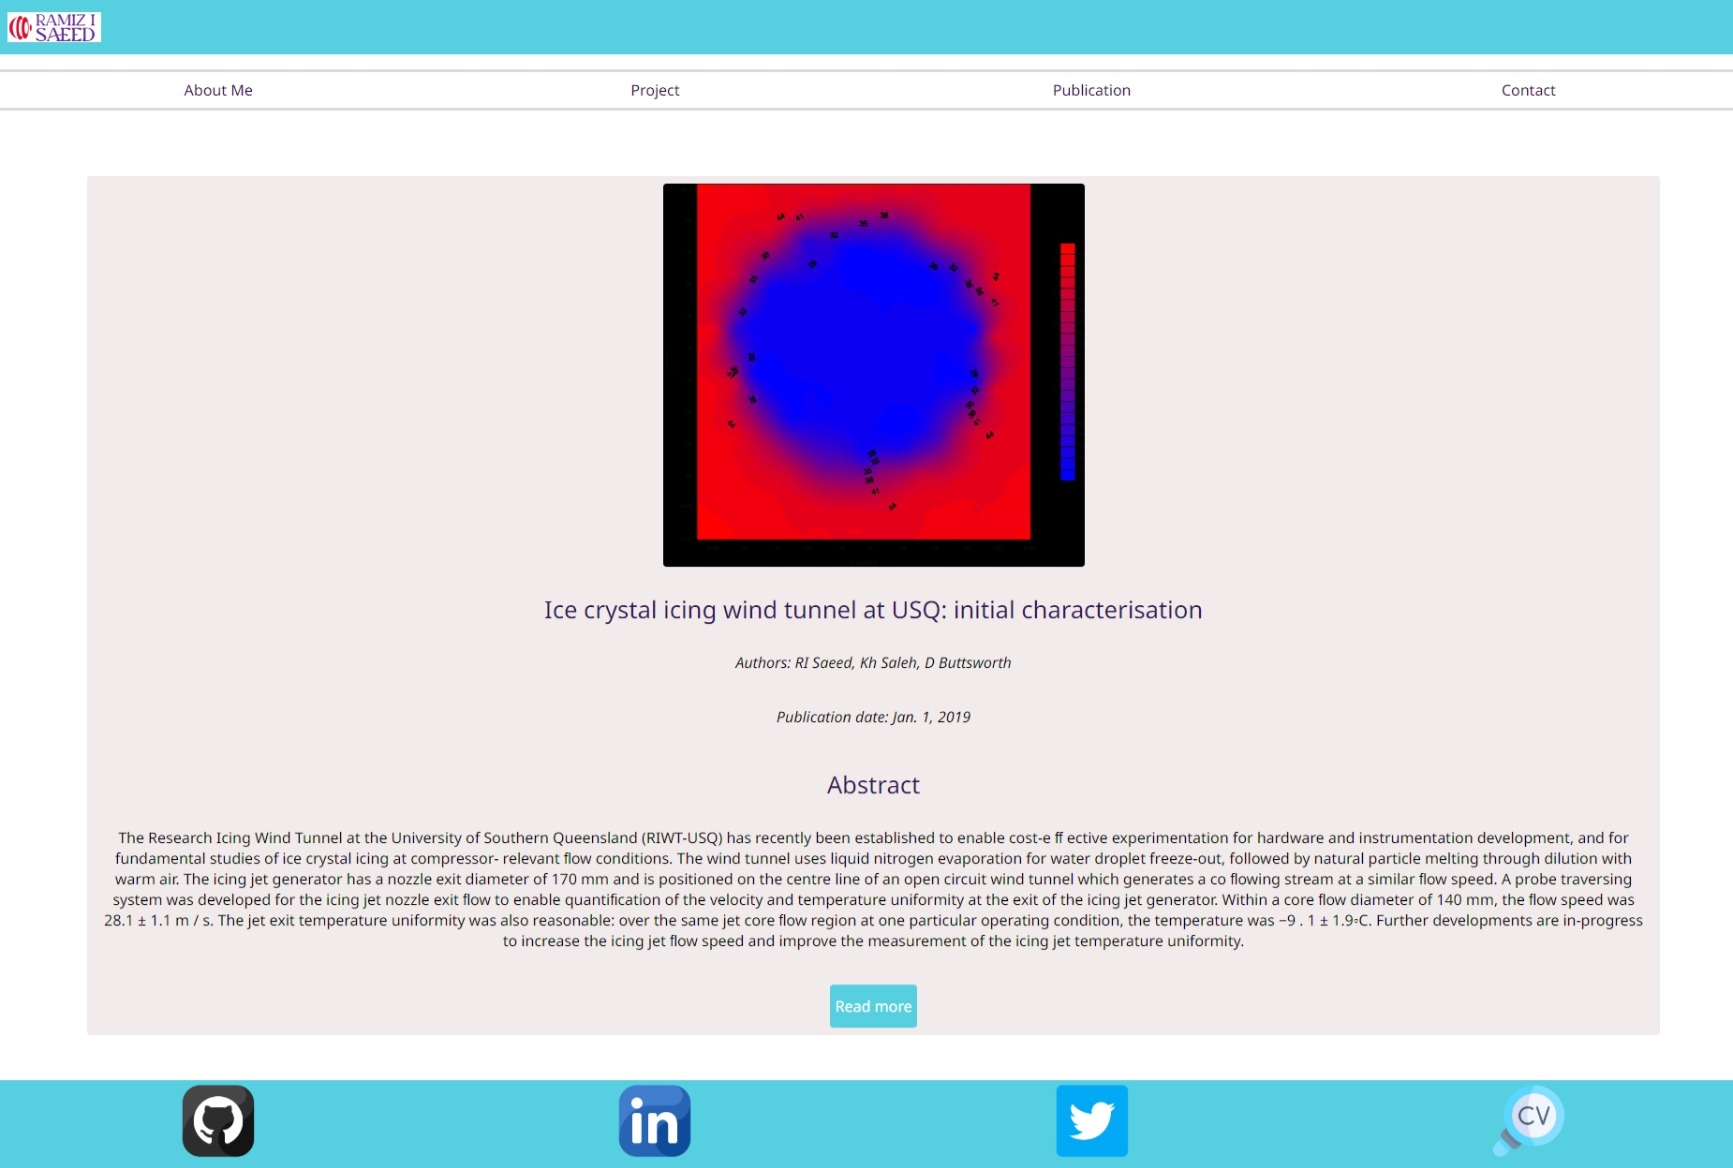 RAMIZ I
SAEED
About Me
Project
Publication
Contact
Ice crystal icing wind tunnel at USQ: initial characterisation
Authors: RI Saeed, Kh Saleh, D Buttsworth
Publication date: Jan. 1, 2019
Abstract
The Research Icing Wind Tunnel at the University of Southern Queensland (RIWT-USQ) has recently been established to enable cost-e ff ective experimentation for hardware and instrumentation development, and for
fundamental studies of ice crystal icing at compressor- relevant flow conditions. The wind tunnel uses liquid nitrogen evaporation for water droplet freeze-out, followed by natural particle melting through dilution with
warm air. The icing jet generator has a nozzle exit diameter of 170 mm and is positioned on the centre line of an open circuit wind tunnel which generates a co flowing stream at a similar flow speed. A probe traversing
system was developed for the icing jet nozzle exit flow to enable quantification of the velocity and temperature uniformity at the exit of the icing jet generator. Within a core flow diameter of 140 mm, the flow speed was
28.1 ± 1.1 m / s. The jet exit temperature uniformity was also reasonable: over the same jet core flow region at one particular operating condition, the temperature was −9 . 1 ± 1.9◦C. Further developments are in-progress
to increase the icing jet flow speed and improve the measurement of the icing jet temperature uniformity.
Read more
in
CV